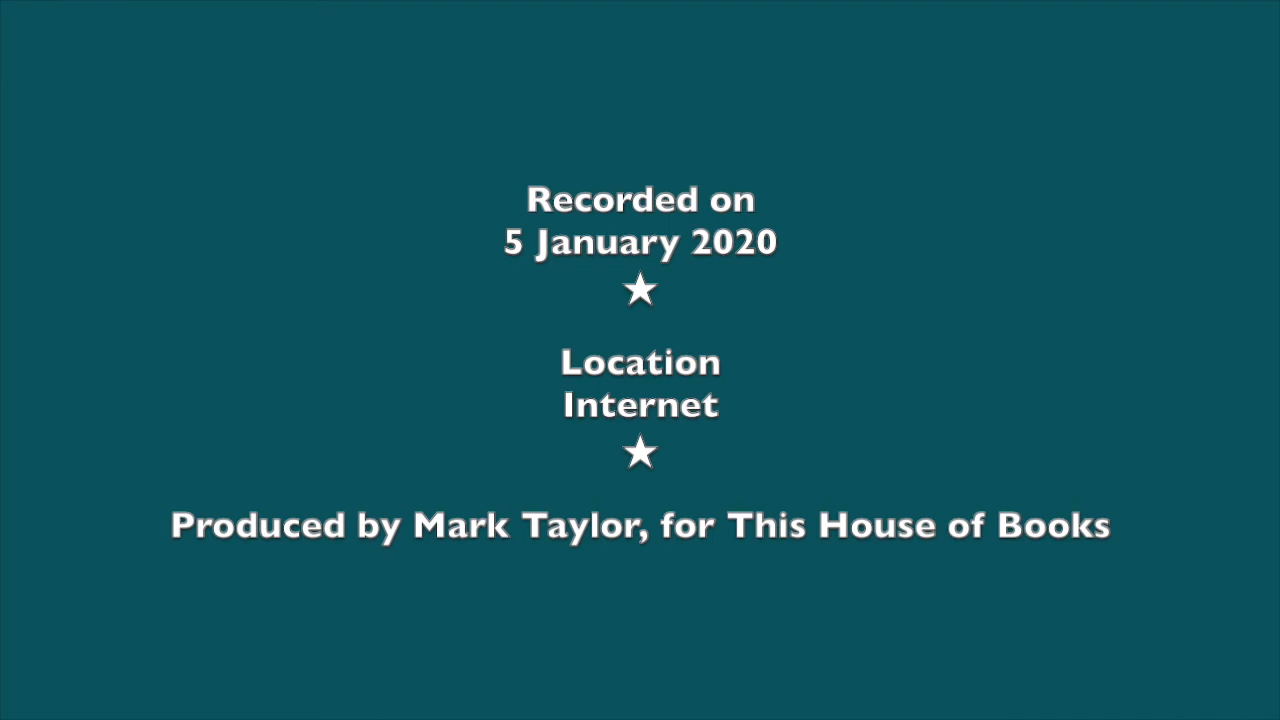 Recorded on
5 January 2020
★
Location
Internet
★
Produced by Mark Taylor, for This House of Books